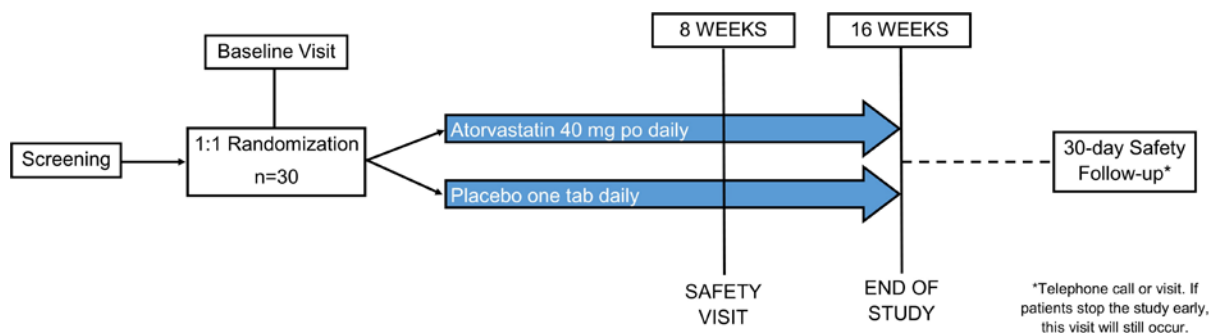 8 WEEKS
16 WEEKS
Baseline Visit
Atorvastatin 40 mg po daily
Screening
1:1 Randomization
n=30
30-day Safety
Follow-up*
Placebo one tab daily
SAFETY
VISIT
END OF
STUDY
*Telephone call or visit. If
patients stop the study early,
this visit will still occur.